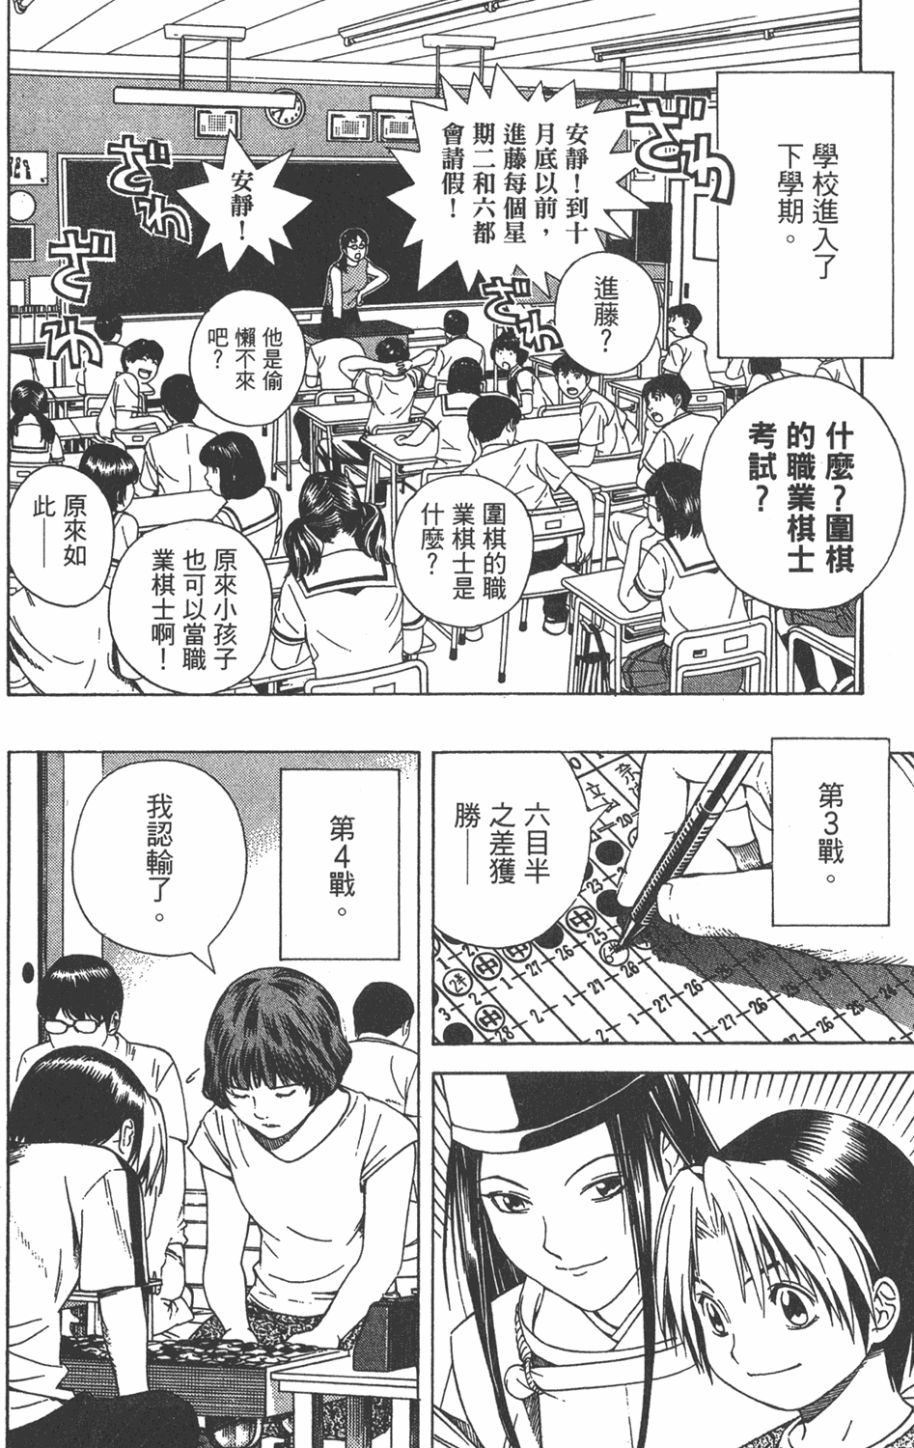 學校進入了
下學期。
安靜！到十
月底以前，
進藤每個星
期二和六都
會請假！
ざわ
安靜！
ざわ
ざわ
ざわ
進藤？
什麼？圍棋
的職業棋士
考試？
他是偷
懶不來
吧？
圍棋的職
業棋士是
什麼？
原來小孩子
也可以當職
業棋士啊！
原來如
此——
第3戰。
六目半
之差獲
勝——
第4戰。
我認輸了。